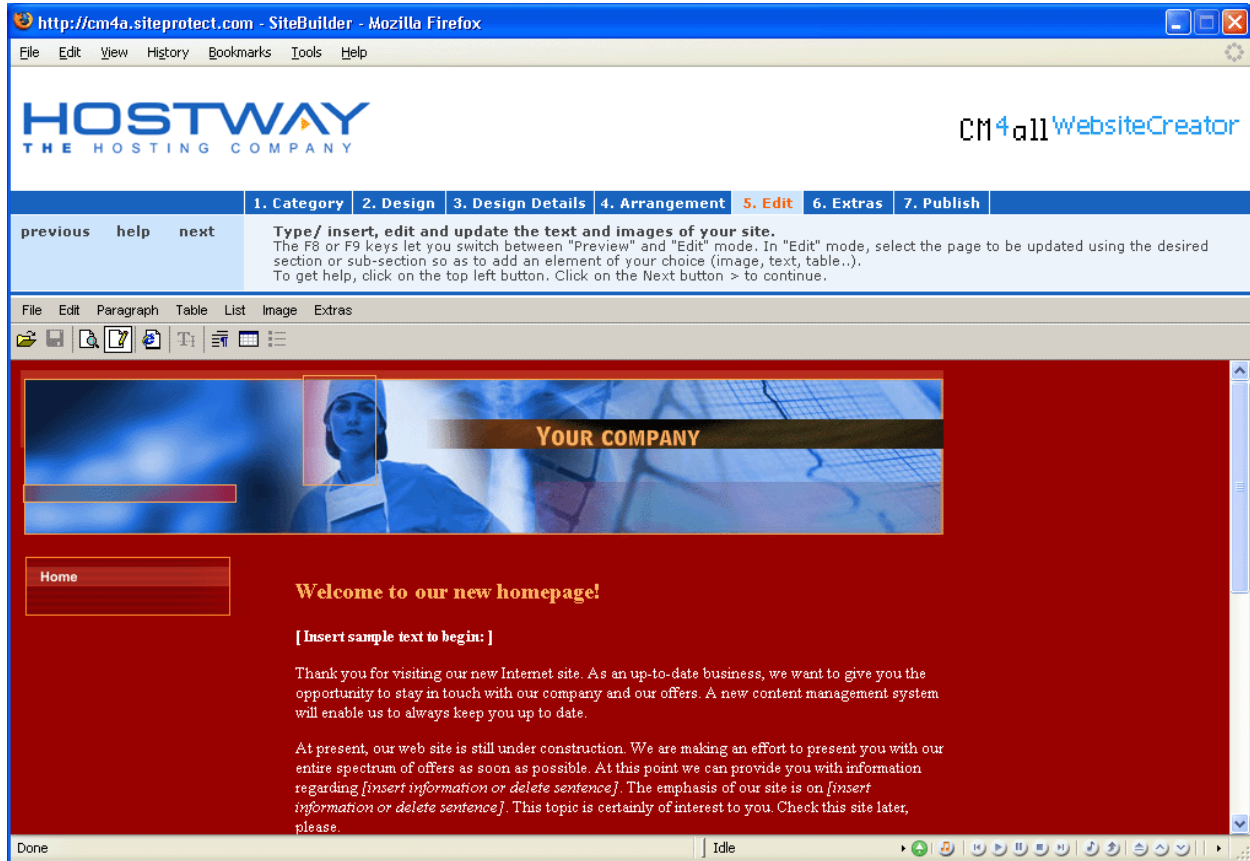 http://cm4a.siteprotect.com - SiteBuilder - Mozilla Firefox
File Edit View History Bookmarks Tools Help
HOSTWAY
THE HOSTING COMPANY
CM4all WebsiteCreator
1. Category 2. Design 3. Design Details 4. Arrangement 5. Edit 6. Extras 7. Publish
previous help next
Type/ insert, edit and update the text and images of your site.
The F8 or F9 keys let you switch between "Preview" and "Edit" mode. In "Edit" mode, select the page to be updated using the desired
section or sub-section so as to add an element of your choice (image, text, table..).
To get help, click on the top left button. Click on the Next button > to continue.
File Edit Paragraph Table List Image Extras
YOUR COMPANY
Home
Welcome to our new homepage!
[ Insert sample text to begin: ]
Thank you for visiting our new Internet site. As an up-to-date business, we want to give you the
opportunity to stay in touch with our company and our offers. A new content management system
will enable us to always keep you up to date.
At present, our web site is still under construction. We are making an effort to present you with our
entire spectrum of offers as soon as possible. At this point we can provide you with information
regarding [insert information or delete sentence]. The emphasis of our site is on [insert
information or delete sentence]. This topic is certainly of interest to you. Check this site later,
please.
Done
Idle